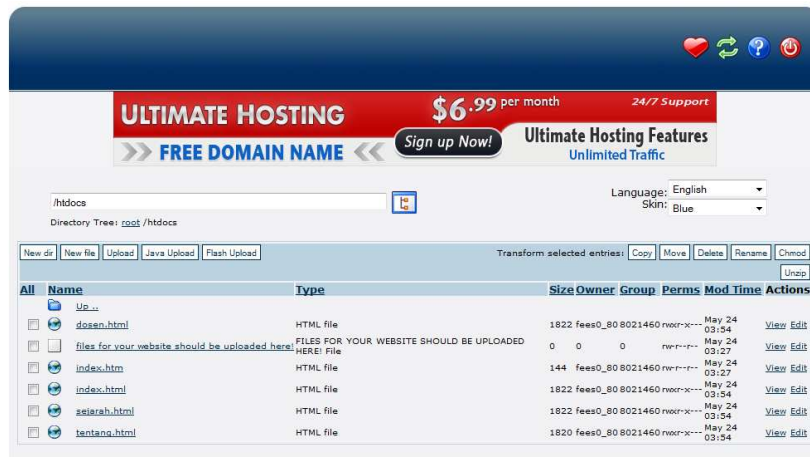 ULTIMATE HOSTING $6.99 per month 24/7 Support
FREE DOMAIN NAME Sign up Now! Ultimate Hosting Features
Unlimited Traffic
/htdocs
Language: English
Skin: Blue
Directory Tree: root /htdocs
New dir New file Upload Java Upload Flash Upload Transform selected entries: Copy Move Delete Rename Chmod
Unzip
All Name Type Size Owner Group Perms Mod Time Actions
Up ..
dosen.html HTML file 1822 fees0_80 8021460 rwxr-x--- May 24 03:54 View Edit
files for your website should be uploaded here! FILES FOR YOUR WEBSITE SHOULD BE UPLOADED HERE! File 0 0 0 rw-r--r-- May 24 03:27 View Edit
index.htm HTML file 144 fees0_80 8021460 rw-r--r-- May 24 03:27 View Edit
index.html HTML file 1822 fees0_80 8021460 rwxr-x--- May 24 03:54 View Edit
sejarah.html HTML file 1822 fees0_80 8021460 rwxr-x--- May 24 03:54 View Edit
tentang.html HTML file 1820 fees0_80 8021460 rwxr-x--- May 24 03:54 View Edit